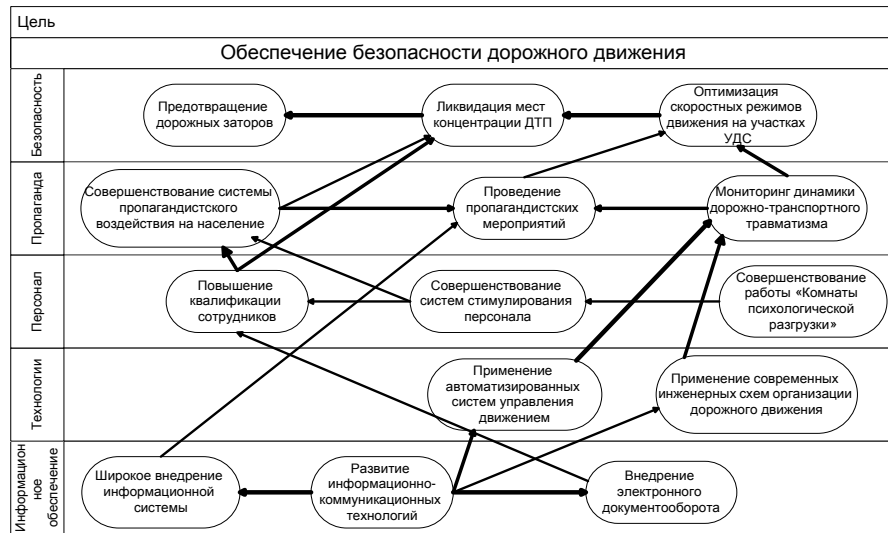 Цель
Обеспечение безопасности дорожного движения
Безопасность
Предотвращение
дорожных заторов
Ликвидация мест
концентрации ДТП
Оптимизация
скоростных режимов
движения на участках
УДС
Пропаганда
Совершенствование системы
пропагандистского
воздействия на население
Проведение
пропагандистских
мероприятий
Мониторинг динамики
дорожно-транспортного
травматизма
Персонал
Повышение
квалификации
сотрудников
Совершенствование
систем стимулирования
персонала
Совершенствование
работы «Комнаты
психологической
разгрузки»
Технологии
Применение
автоматизированных
систем управления
движением
Применение современных
инженерных схем организации
дорожного движения
Информацион
ное
обеспечение
Широкое внедрение
информационной
системы
Развитие
информационно-
коммуникационных
технологий
Внедрение
электронного
документооборота